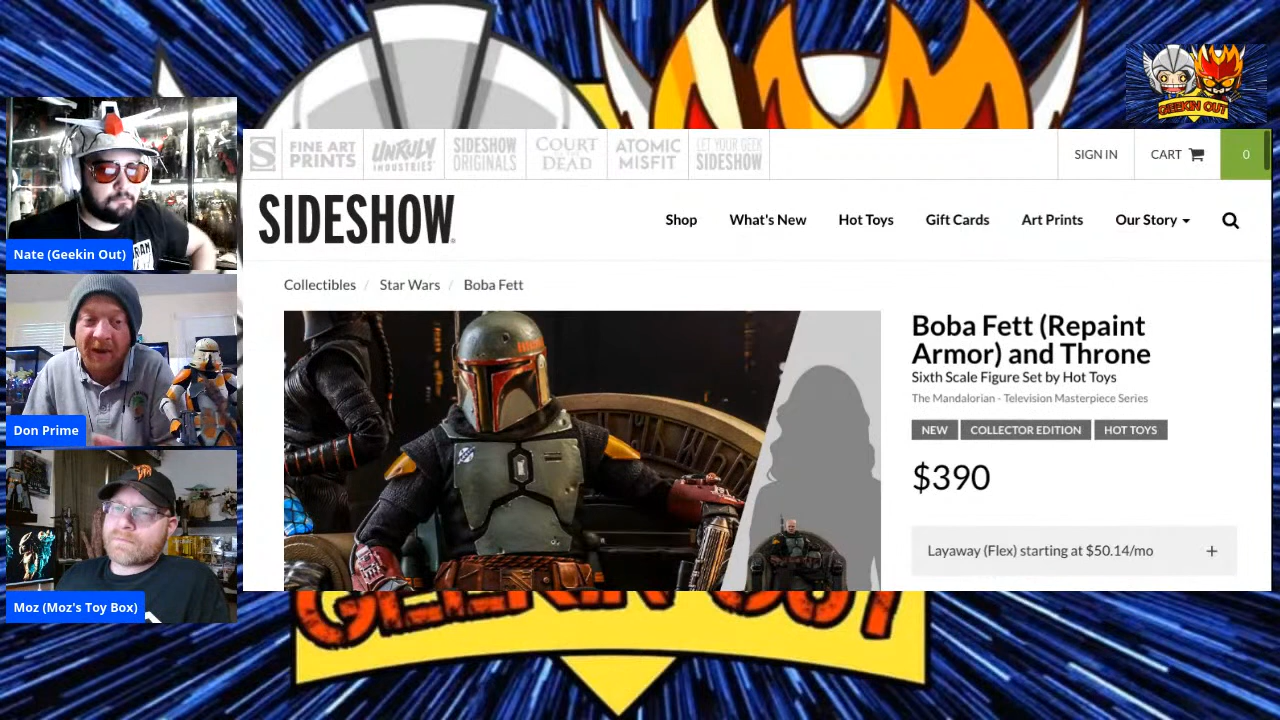 GEEKIN OUT
FINE ART
PRINTS
UNRULY
INDUSTRIES
SIDESHOW
ORIGINALS
COURT
OF THE
DEAD
ATOMIC
MISFIT
LET YOUR GEEK
SIDESHOW
SIGN IN
CART
0
SIDESHOW
Shop
What's New
Hot Toys
Gift Cards
Art Prints
Our Story
Collectibles / Star Wars / Boba Fett
Boba Fett (Repaint
Armor) and Throne
Sixth Scale Figure Set by Hot Toys
The Mandalorian - Television Masterpiece Series
NEW
COLLECTOR EDITION
HOT TOYS
$390
Layaway (Flex) starting at $50.14/mo
+
Nate (Geekin Out)
Don Prime
Moz (Moz's Toy Box)
GEEKIN OUT